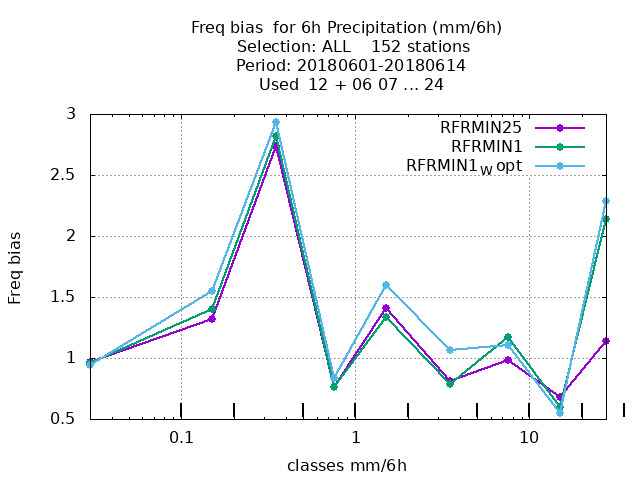 Freq bias  for 6h Precipitation (mm/6h)
Selection: ALL    152 stations
Period: 20180601-20180614
Used  12 + 06 07 ... 24
RFRMIN25
RFRMIN1
RFRMIN1W opt
3
2.5
2
1.5
1
0.5
Freq bias
0.1
1
10
classes mm/6h